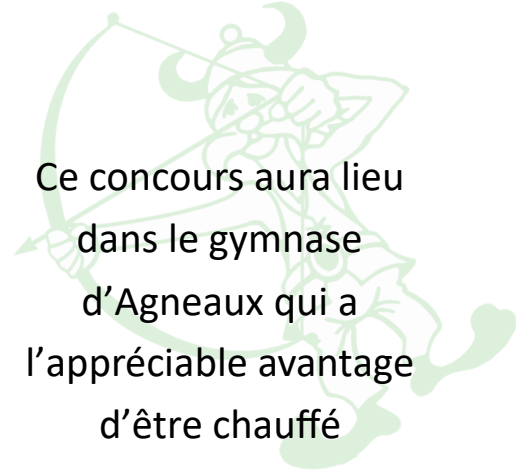 Ce concours aura lieu
dans le gymnase
d’Agneaux qui a
l’appréciable avantage
d’être chauffé